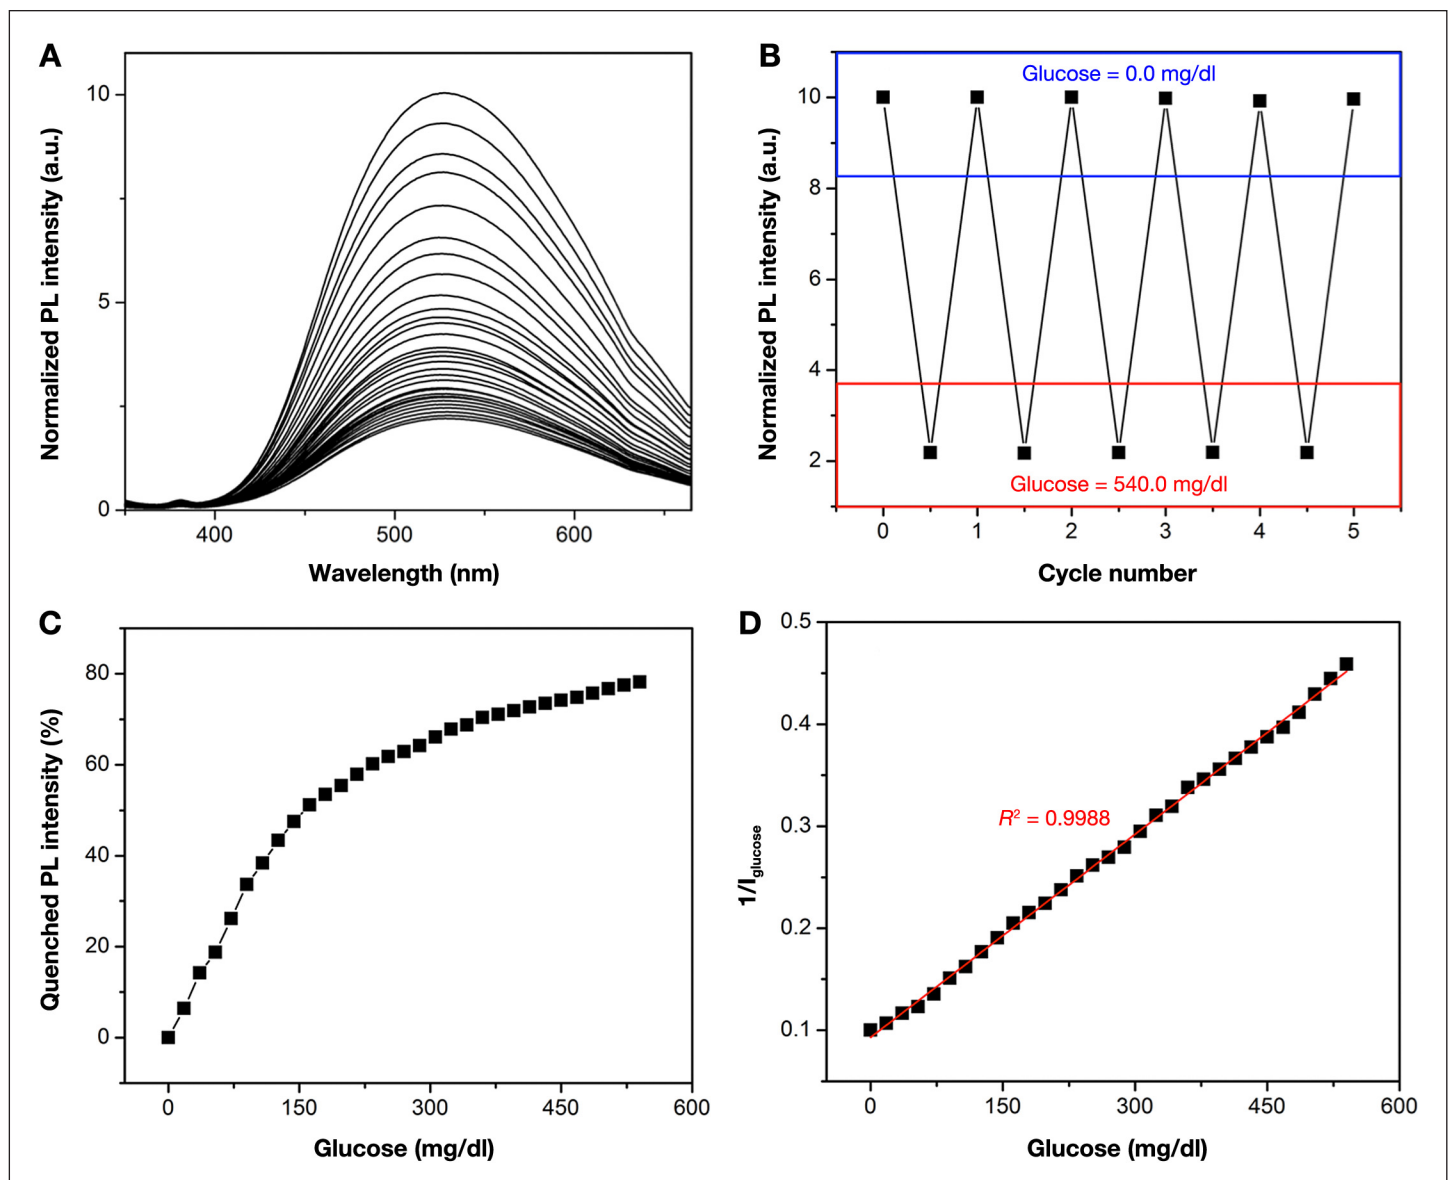 A
10
5
0
400
500
600
Normalized PL intensity (a.u.)
Wavelength (nm)
B
Glucose = 0.0 mg/dl
10
8
6
4
2
Glucose = 540.0 mg/dl
0
1
2
3
4
5
Normalized PL intensity (a.u.)
Cycle number
C
80
60
40
20
0
0
150
300
450
600
Quenched PL intensity (%)
Glucose (mg/dl)
D
0.5
0.4
0.3
0.2
0.1
R² = 0.9988
0
150
300
450
600
1/Iglucose
Glucose (mg/dl)